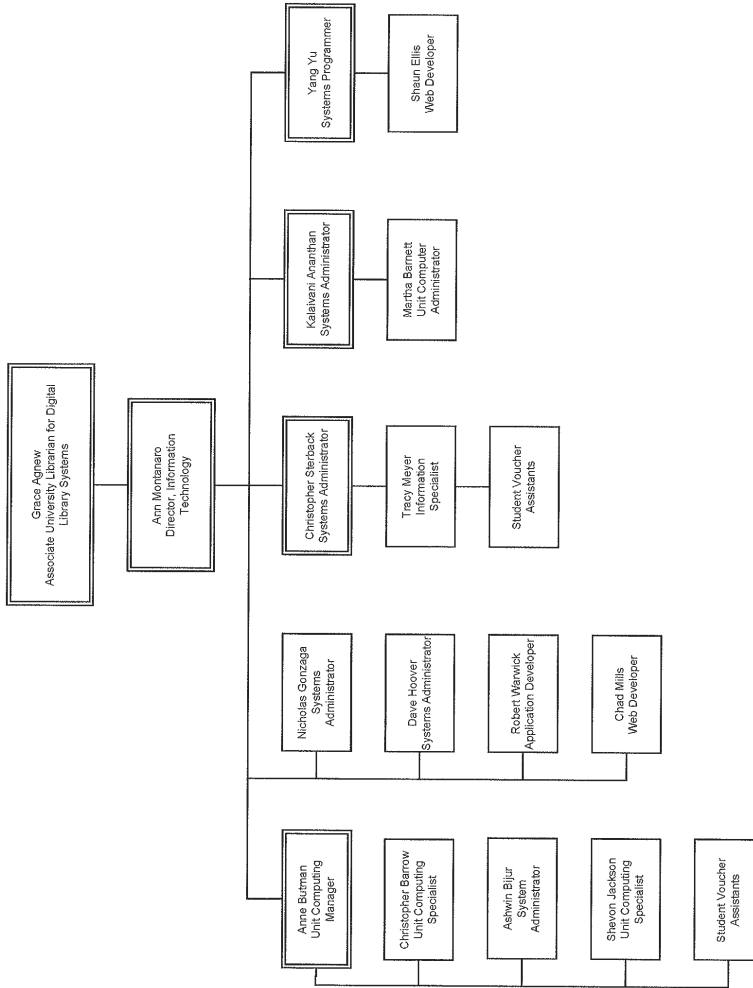 Grace Agnew
Associate University Librarian for Digital
Library Systems
Ann Montanaro
Director, Information
Technology
Anne Butman
Unit Computing
Manager
Christopher Barrow
Unit Computing
Specialist
Ashwin Bijur
System
Administrator
Shevon Jackson
Unit Computing
Specialist
Student Voucher
Assistants
Nicholas Gonzaga
Systems
Administrator
Dave Hoover
Systems Administrator
Robert Warwick
Application Developer
Chad Mills
Web Developer
Christopher Sterback
Systems Administrator
Tracy Meyer
Information
Specialist
Student Voucher
Assistants
Kalaivani Ananthan
Systems Administrator
Martha Barnett
Unit Computer
Administrator
Yang Yu
Systems Programmer
Shaun Ellis
Web Developer